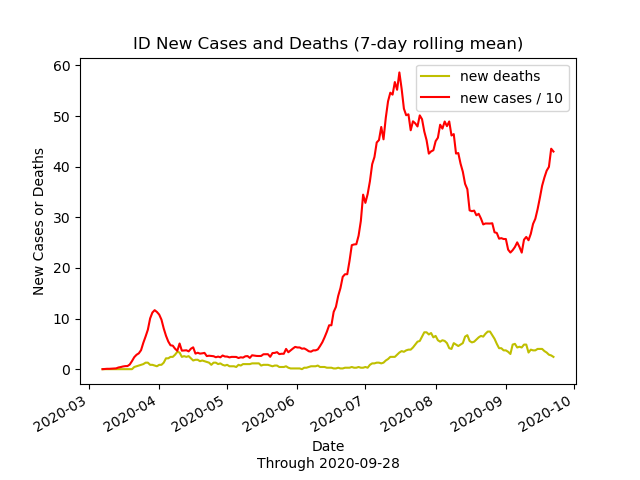 ID New Cases and Deaths (7-day rolling mean)
new deaths
new cases / 10
New Cases or Deaths
60
50
40
30
20
10
0
2020-03
2020-04
2020-05
2020-06
2020-07
2020-08
2020-09
2020-10
Date
Through 2020-09-28